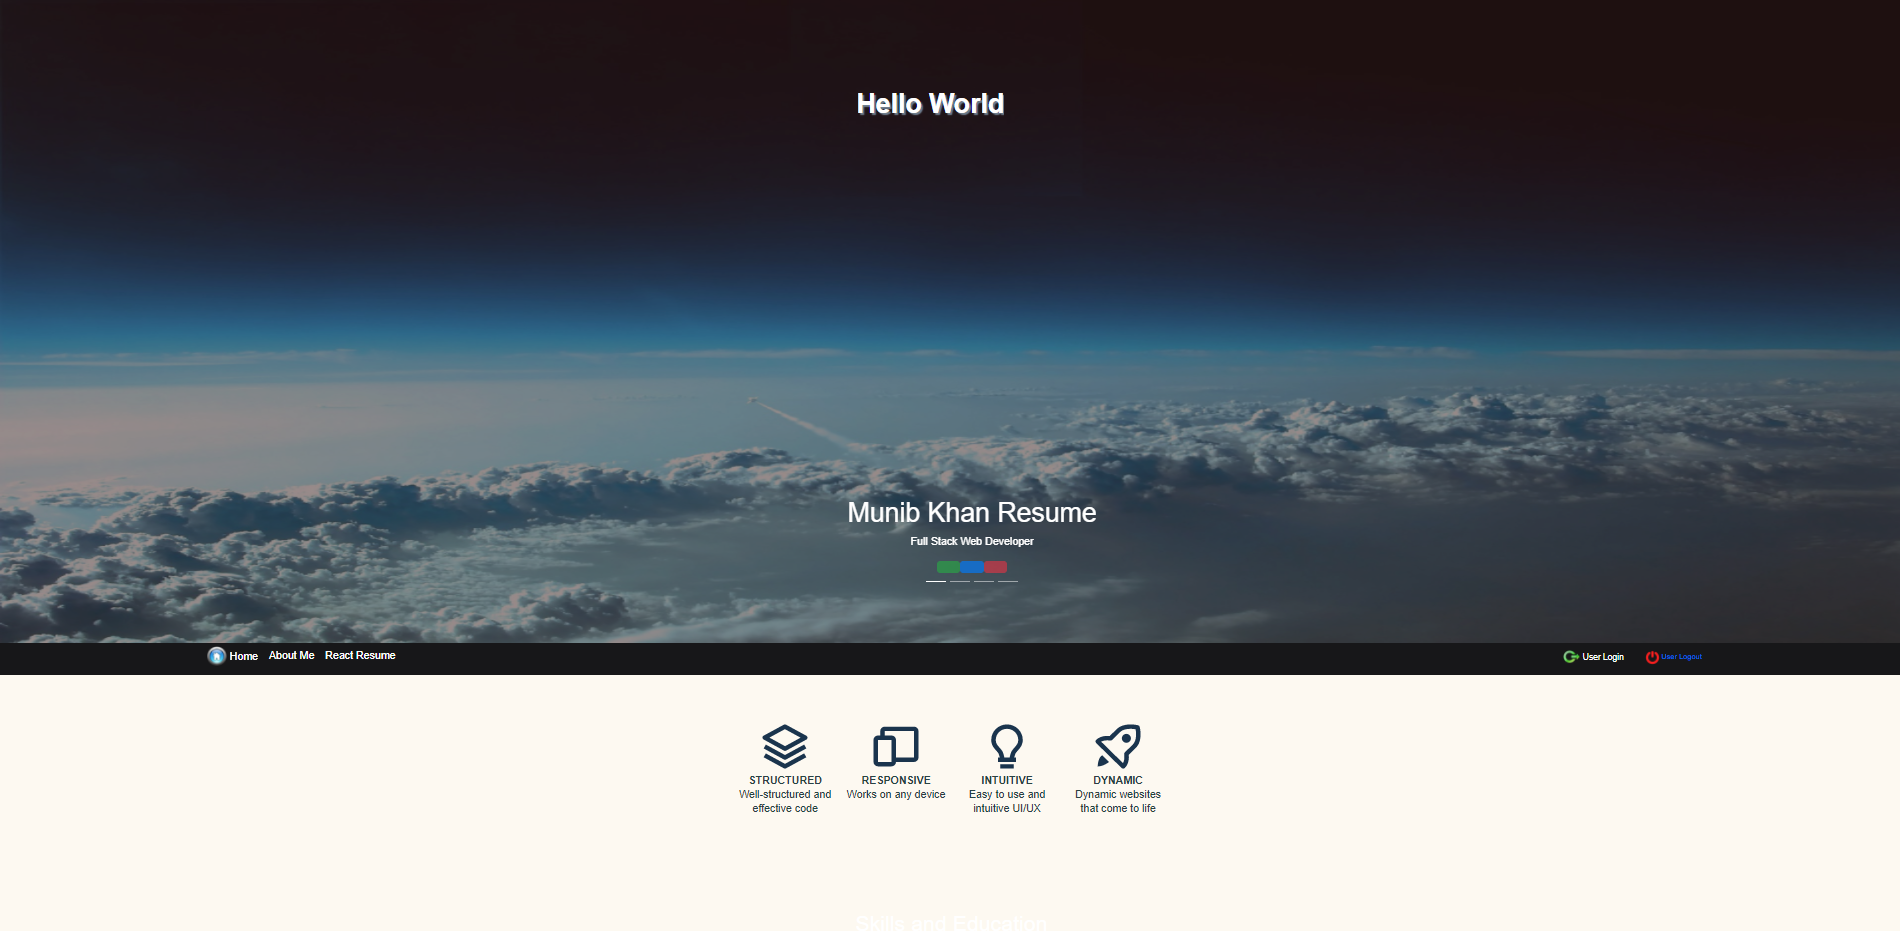 Hello World
Munib Khan Resume
Full Stack Web Developer
Home About Me React Resume User Login User Logout
STRUCTURED
Well-structured and
effective code
RESPONSIVE
Works on any device
INTUITIVE
Easy to use and
intuitive UI/UX
DYNAMIC
Dynamic websites
that come to life
Skills and Education